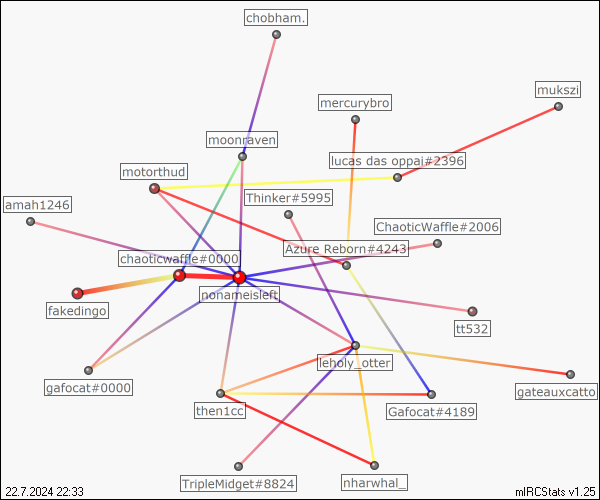 chobham.
mukszi
mercurybro
moonraven
lucas das oppai#2396
motorthud
Thinker#5995
amah1246
ChaoticWaffle#2006
Azure Reborn#4243
chaoticwaffle#0000
nonameisleft
fakedingo
tt532
leholy_otter
gafocat#0000
gateauxcatto
then1cc
Gafocat#4189
TripleMidget#8824
nharwhal_
22.7.2024 22:33
mIRCStats v1.25